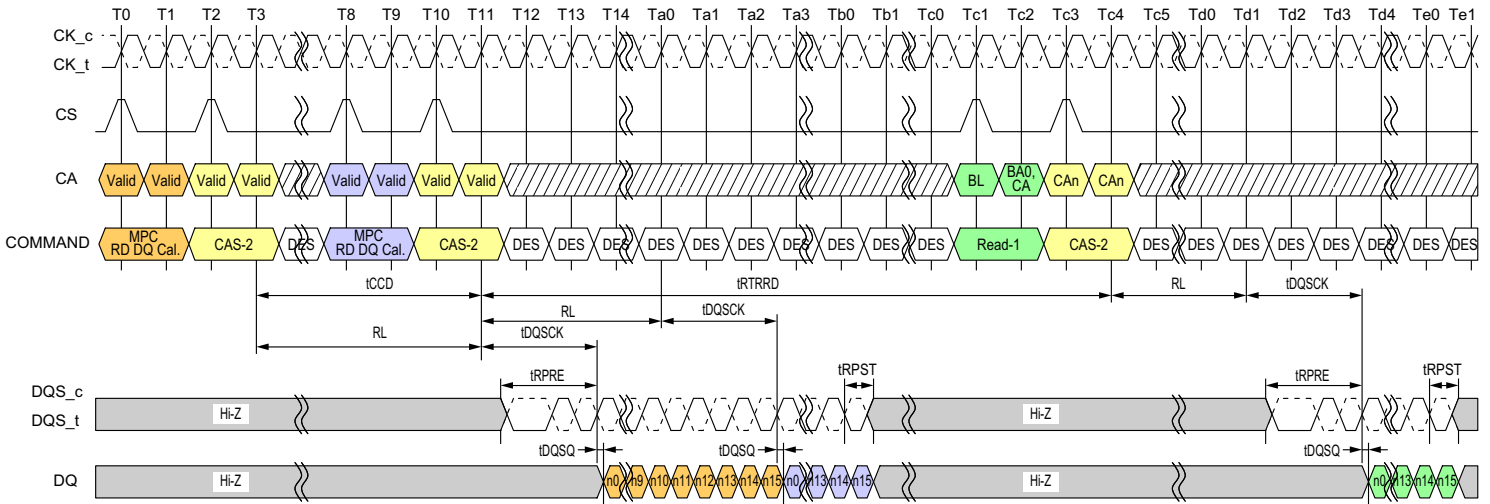 T0 T1 T2 T3 T8 T9 T10 T11 T12 T13 T14 Ta0 Ta1 Ta2 Ta3 Tb0 Tb1 Tc0 Tc1 Tc2 Tc3 Tc4 Tc5 Td0 Td1 Td2 Td3 Td4 Te0 Te1
CK_c
CK_t
CS
CA Valid Valid Valid Valid Valid Valid Valid Valid BL BA0, CA CAn CAn
COMMAND MPC RD DQ Cal. CAS-2 DES MPC RD DQ Cal. CAS-2 DES DES DES DES DES DES DES DES DES DES Read-1 CAS-2 DES DES DES DES DES DES DES DES
tCCD tRTRRD RL tDQSCK
RL tDQSCK
RL tDQSCK
tRPRE tRPST tRPRE tRPST
DQS_c
DQS_t Hi-Z Hi-Z
tDQSQ tDQSQ tDQSQ
DQ Hi-Z n0 n9 n10 n11 n12 n13 n14 n15 n0 n13 n14 n15 Hi-Z n0 n13 n14 n15